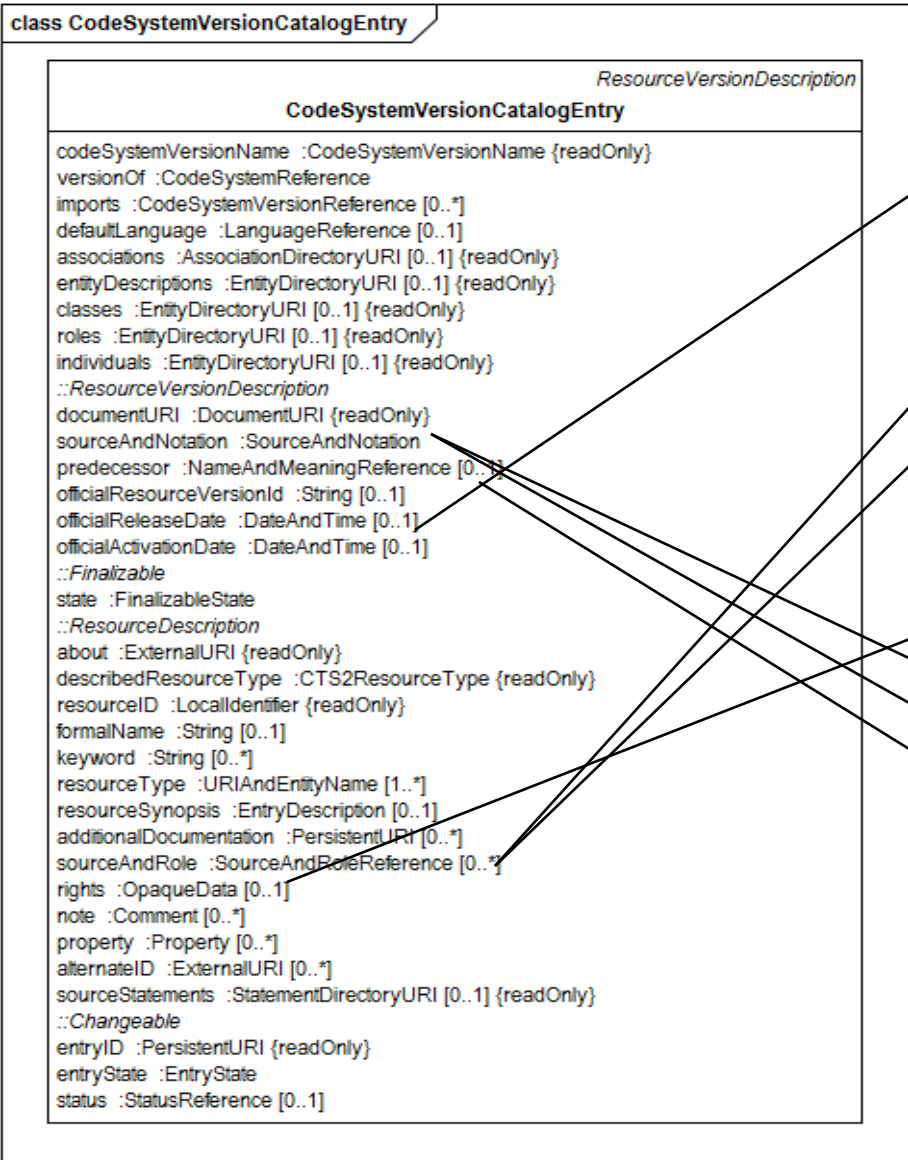 class CodeSystemVersionCatalogEntry
ResourceVersionDescription
CodeSystemVersionCatalogEntry
codeSystemVersionName :CodeSystemVersionName {readOnly}
versionOf :CodeSystemReference
imports :CodeSystemVersionReference [0..*]
defaultLanguage :LanguageReference [0..1]
associations :AssociationDirectoryURI [0..1] {readOnly}
entityDescriptions :EntityDirectoryURI [0..1] {readOnly}
classes :EntityDirectoryURI [0..1] {readOnly}
roles :EntityDirectoryURI [0..1] {readOnly}
individuals :EntityDirectoryURI [0..1] {readOnly}
::ResourceVersionDescription
documentURI :DocumentURI {readOnly}
sourceAndNotation :SourceAndNotation
predecessor :NameAndMeaningReference [0..1]
officialResourceVersionId :String [0..1]
officialReleaseDate :DateAndTime [0..1]
officialActivationDate :DateAndTime [0..1]
::Finalizable
state :FinalizableState
::ResourceDescription
about :ExternalURI {readOnly}
describedResourceType :CTS2ResourceType {readOnly}
resourceID :LocalIdentifier {readOnly}
formalName :String [0..1]
keyword :String [0..*]
resourceType :URIAndEntityName [1..*]
resourceSynopsis :EntryDescription [0..1]
additionalDocumentation :PersistentURI [0..*]
sourceAndRole :SourceAndRoleReference [0..*]
rights :OpaqueData [0..1]
note :Comment [0..*]
property :Property [0..*]
alternateID :ExternalURI [0..*]
sourceStatements :StatementDirectoryURI [0..1] {readOnly}
::Changeable
entryID :PersistentURI {readOnly}
entryState :EntryState
status :StatusReference [0..1]